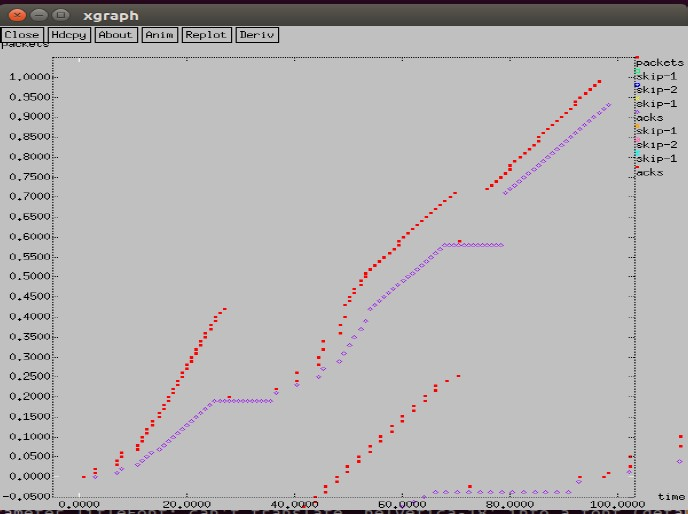 xgraph
Close Hdcpy About Anim Replot Deriv
packets
1.0000
0.9500
0.9000
0.8500
0.8000
0.7500
0.7000
0.6500
0.6000
0.5500
0.5000
0.4500
0.4000
0.3500
0.3000
0.2500
0.2000
0.1500
0.1000
0.0500
0.0000
-0.0500
packets
skip-1
skip-2
skip-1
acks
skip-1
skip-2
skip-1
acks
time
0.0000 20.0000 40.0000 60.0000 80.0000 100.0000